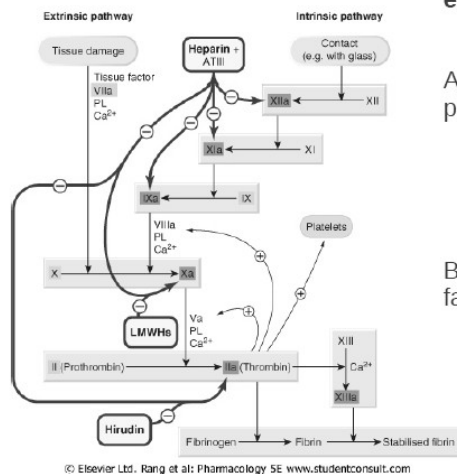 Extrinsic pathway
Intrinsic pathway
Tissue damage
Heparin +
ATIII
Contact
(e.g. with glass)
Tissue factor
VIIa
PL
Ca²⁺
XIIa
XII
XIa
XI
IXa
IX
VIIIa
PL
Ca²⁺
Platelets
X
Xa
LMWHs
Va
PL
Ca²⁺
II (Prothrombin)
IIa (Thrombin)
XIII
Ca²⁺
XIIIa
Hirudin
Fibrinogen
Fibrin
Stabilised fibrin
© Elsevier Ltd. Rang et al: Pharmacology 5E www.studentconsult.com
e
A
p
B
fa